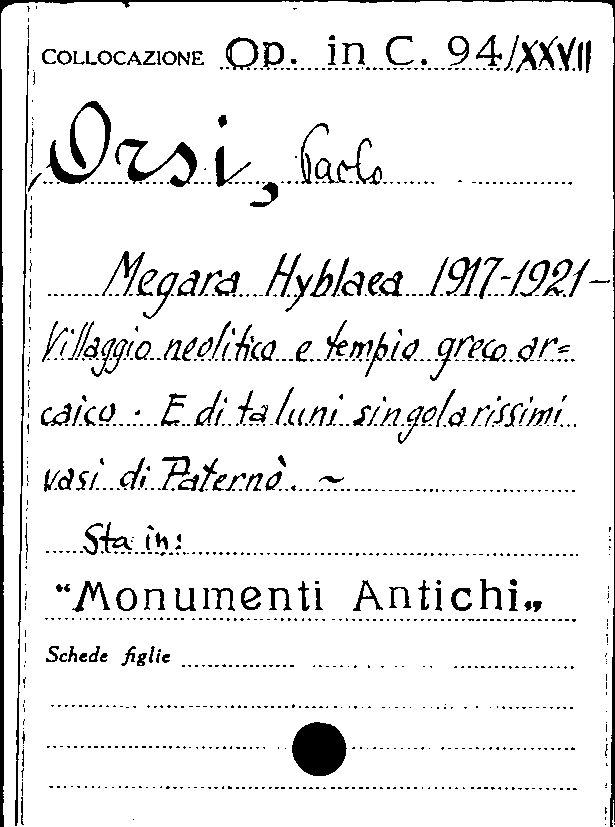 COLLOCAZIONE Op. in C. 94/XXVII
Orsi, Paolo
Megara Hyblaea 1917-1921-
Villaggio neolitico e tempio greco ar=
caico. E di taluni singolarissimi
vasi di Paternò. ~
Sta in:
"Monumenti Antichi„
Schede figlie